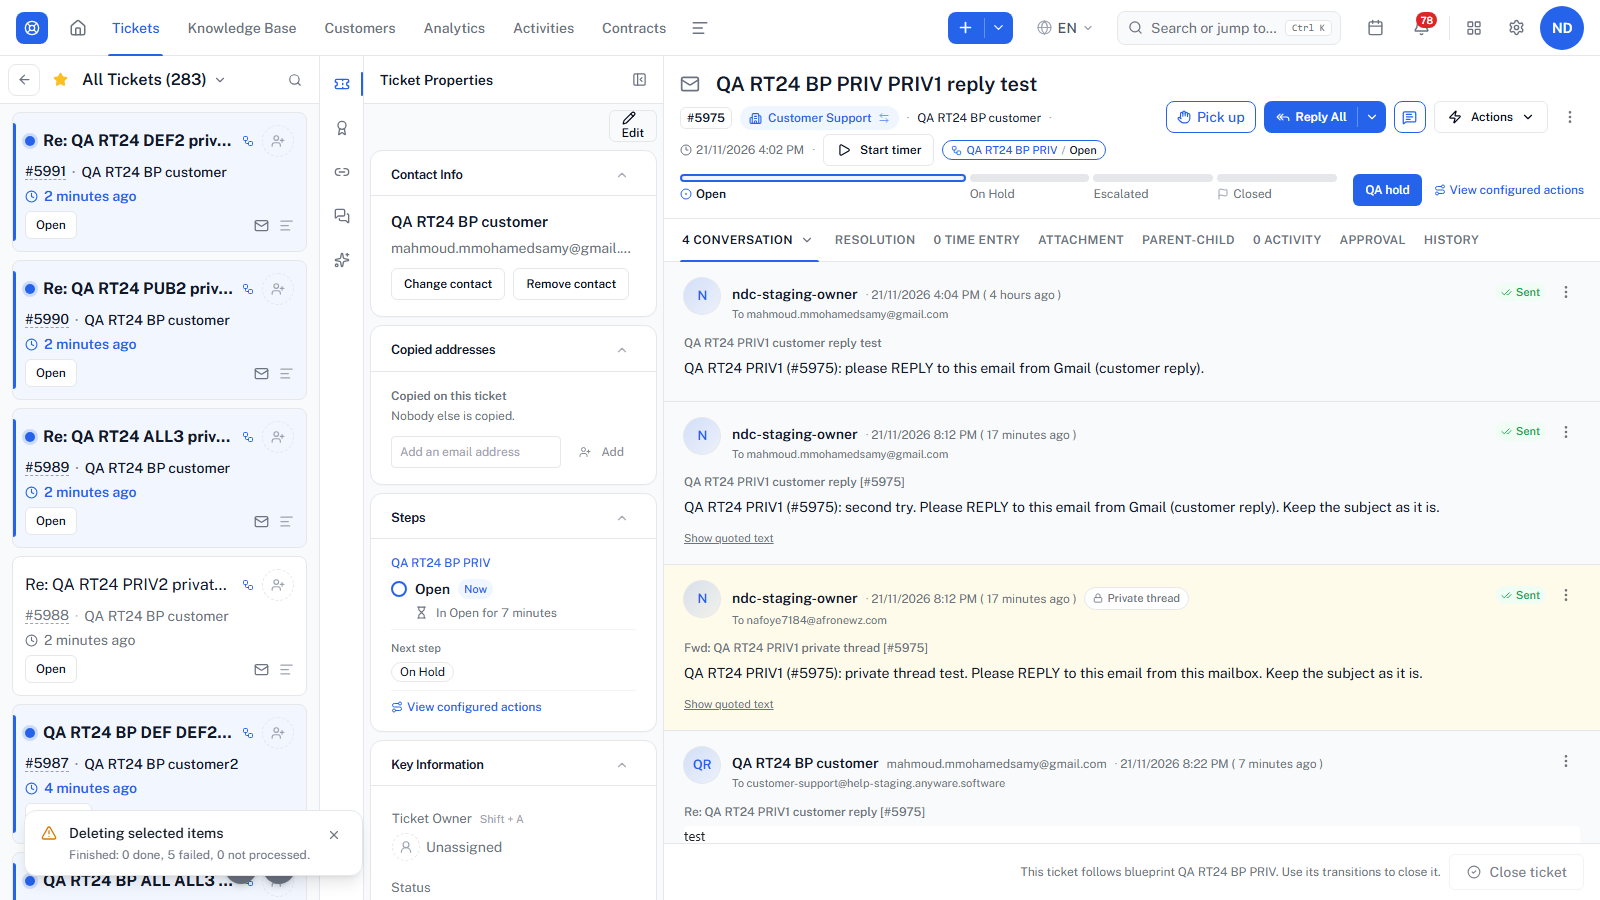 Tickets
Knowledge Base
Customers
Analytics
Activities
Contracts
EN
Search or jump to...
Ctrl K
78
ND
All Tickets (283)
Re: QA RT24 DEF2 priv...
#5991 · QA RT24 BP customer
2 minutes ago
Open
Re: QA RT24 PUB2 priv...
#5990 · QA RT24 BP customer
2 minutes ago
Open
Re: QA RT24 ALL3 priv...
#5989 · QA RT24 BP customer
2 minutes ago
Open
Re: QA RT24 PRIV2 privat...
#5988 · QA RT24 BP customer
2 minutes ago
Open
QA RT24 BP DEF DEF2...
#5987 · QA RT24 BP customer2
4 minutes ago
Deleting selected items
Finished: 0 done, 5 failed, 0 not processed.
QA RT24 BP ALL ALL3 ...
Ticket Properties
Edit
Contact Info
QA RT24 BP customer
mahmoud.mmohamedsamy@gmail....
Change contact
Remove contact
Copied addresses
Copied on this ticket
Nobody else is copied.
Add an email address
Add
Steps
QA RT24 BP PRIV
Open Now
In Open for 7 minutes
Next step
On Hold
View configured actions
Key Information
Ticket Owner Shift + A
Unassigned
Status
QA RT24 BP PRIV PRIV1 reply test
#5975
Customer Support
· QA RT24 BP customer ·
Pick up
Reply All
Actions
21/11/2026 4:02 PM ·
Start timer
QA RT24 BP PRIV / Open
Open
On Hold
Escalated
Closed
QA hold
View configured actions
4 CONVERSATION
RESOLUTION
0 TIME ENTRY
ATTACHMENT
PARENT-CHILD
0 ACTIVITY
APPROVAL
HISTORY
N
ndc-staging-owner · 21/11/2026 4:04 PM ( 4 hours ago )
Sent
To mahmoud.mmohamedsamy@gmail.com
QA RT24 PRIV1 customer reply test
QA RT24 PRIV1 (#5975): please REPLY to this email from Gmail (customer reply).
N
ndc-staging-owner · 21/11/2026 8:12 PM ( 17 minutes ago )
Sent
To mahmoud.mmohamedsamy@gmail.com
QA RT24 PRIV1 customer reply [#5975]
QA RT24 PRIV1 (#5975): second try. Please REPLY to this email from Gmail (customer reply). Keep the subject as it is.
Show quoted text
N
ndc-staging-owner · 21/11/2026 8:12 PM ( 17 minutes ago ) Private thread
Sent
To nafoye7184@afronewz.com
Fwd: QA RT24 PRIV1 private thread [#5975]
QA RT24 PRIV1 (#5975): private thread test. Please REPLY to this email from this mailbox. Keep the subject as it is.
Show quoted text
QR
QA RT24 BP customer mahmoud.mmohamedsamy@gmail.com · 21/11/2026 8:22 PM ( 7 minutes ago )
To customer-support@help-staging.anyware.software
Re: QA RT24 PRIV1 customer reply [#5975]
test
This ticket follows blueprint QA RT24 BP PRIV. Use its transitions to close it.
Close ticket